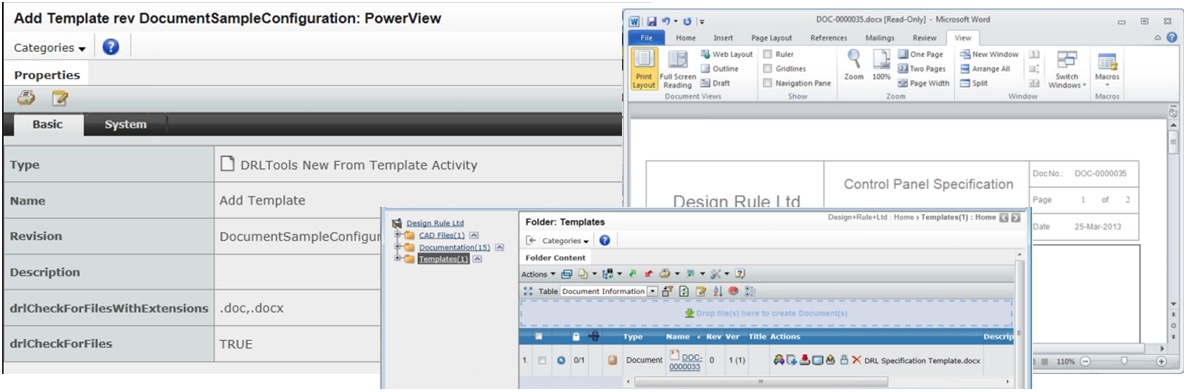 Add Template rev DocumentSampleConfiguration: PowerView
Categories
Properties
Basic System
Type DRLTools New From Template Activity
Name Add Template
Revision DocumentSampleConfigur
Description
drlCheckForFilesWithExtensions .doc,.docx
drlCheckForFiles TRUE
DOC-0000035.docx [Read-Only] - Microsoft Word
File Home Insert Page Layout References Mailings Review View
Print Layout
Full Screen Reading
Web Layout
Outline
Draft
Document Views
Ruler
Gridlines
Navigation Pane
Show
Zoom 100%
One Page
Two Pages
Page Width
Zoom
New Window
Arrange All
Split
Switch Windows
Window
Macros
Macros
Design Rule Ltd
Control Panel Specification
Doc.No.: DOC-0000035
Page 1 of 2
Date 25-Mar-2013
110%
Design Rule Ltd
CAD Files(1)
Documentation(15)
Templates(1)
Folder: Templates
Design+Rule+Ltd : Home › Templates(1) : Home
Categories
Folder Content
Actions
Table Document Information
Drop file(s) here to create Document(s)
Type Name Rev Ver Title Actions Descrip
1. 0/1 Document DOC-0000033 0 1 (1) DRL Specification Template.docx